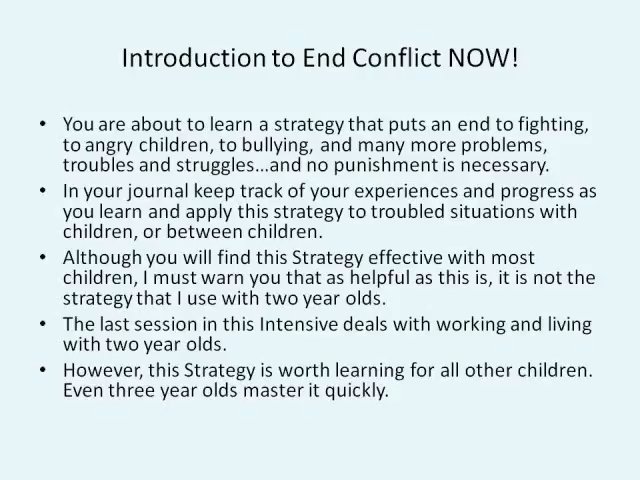 Introduction to End Conflict NOW!
• You are about to learn a strategy that puts an end to fighting,
to angry children, to bullying, and many more problems,
troubles and struggles…and no punishment is necessary.
• In your journal keep track of your experiences and progress as
you learn and apply this strategy to troubled situations with
children, or between children.
• Although you will find this Strategy effective with most
children, I must warn you that as helpful as this is, it is not the
strategy that I use with two year olds.
• The last session in this Intensive deals with working and living
with two year olds.
• However, this Strategy is worth learning for all other children.
Even three year olds master it quickly.